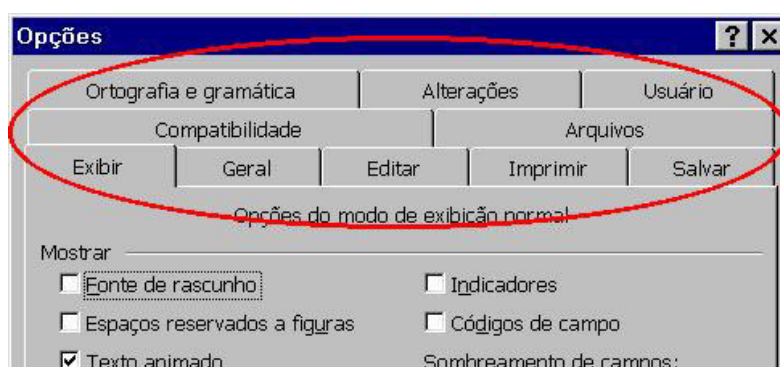 Opções ? ×
Ortografia e gramática Alterações Usuário
Compatibilidade Arquivos
Exibir Geral Editar Imprimir Salvar
Opções do modo de exibição normal
Mostrar
Fonte de rascunho Indicadores
Espaços reservados a figuras Códigos de campo
Texto animado Sombreamento de campos: